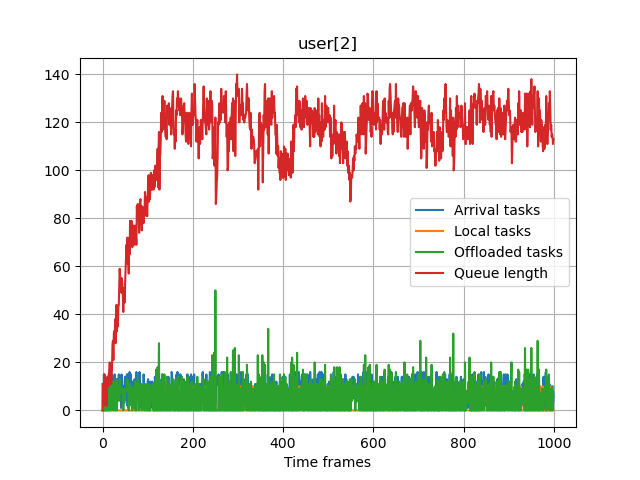 user[2]
140
120
100
80
60
40
20
0
Arrival tasks
Local tasks
Offloaded tasks
Queue length
0 200 400 600 800 1000
Time frames